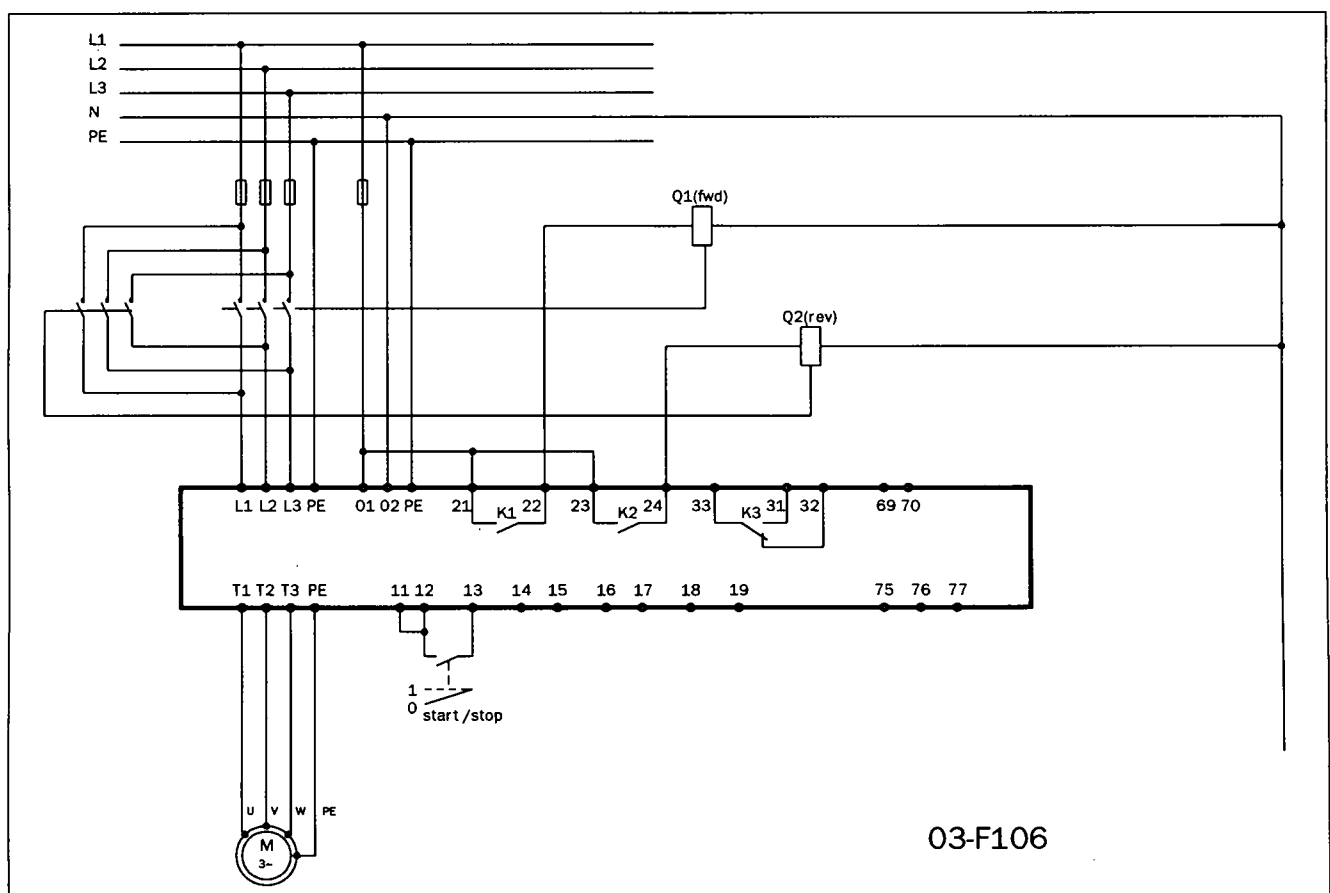 L1
L2
L3
N
PE
Q1(fwd)
Q2(rev)
L1 L2 L3 PE 01 02 PE 21 K1 22 23 K2 24 33 K3 31 32 69 70
T1 T2 T3 PE 11 12 13 14 15 16 17 18 19 75 76 77
1
0 start/stop
U V W PE
M
3~
03-F106